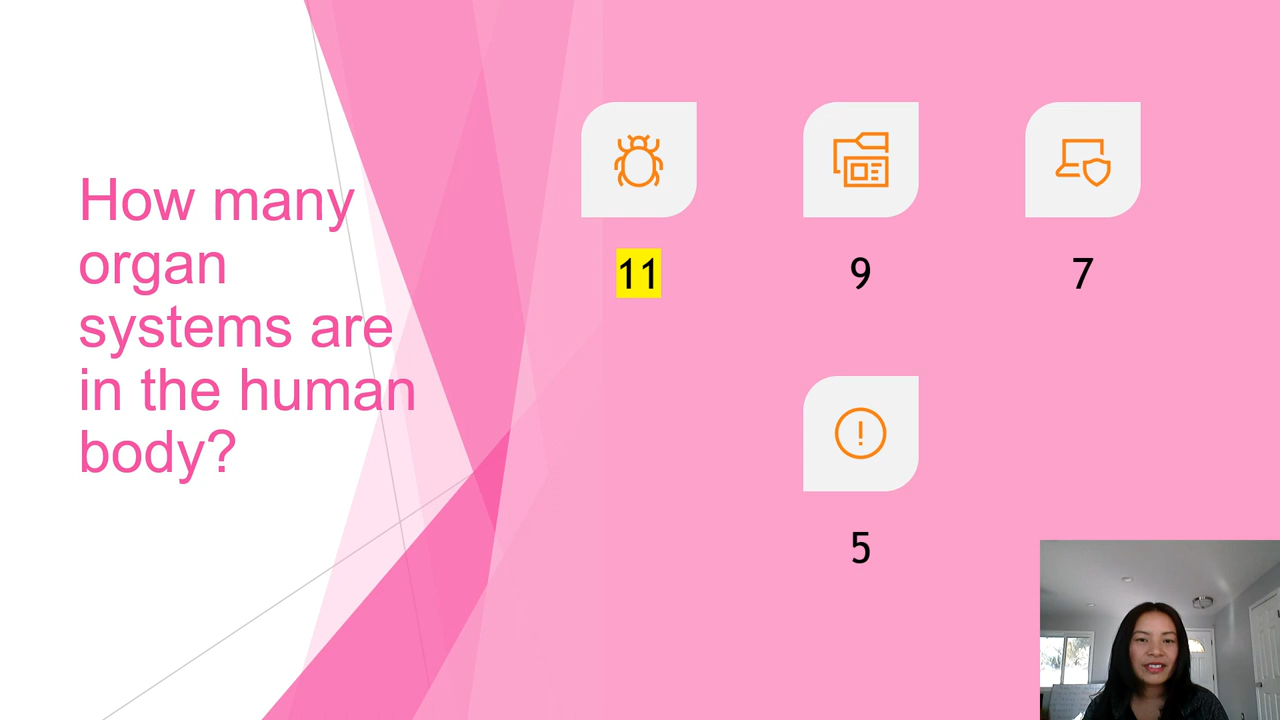 How many
organ
systems are
in the human
body?
11
9
7
5